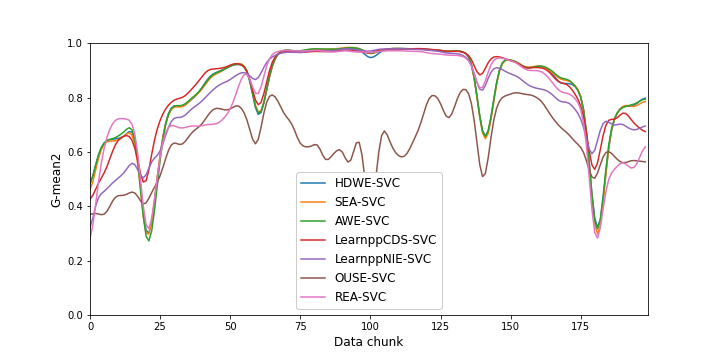 G-mean2
1.0
0.8
0.6
0.4
0.2
0.0
HDWE-SVC
SEA-SVC
AWE-SVC
LearnppCDS-SVC
LearnppNIE-SVC
OUSE-SVC
REA-SVC
0 25 50 75 100 125 150 175
Data chunk